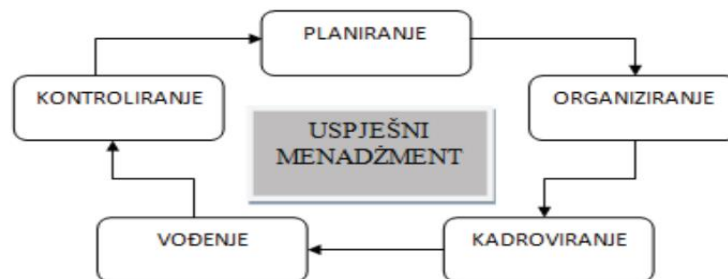 PLANIRANJE
KONTROLIRANJE
ORGANIZIRANJE
USPJEŠNI
MENADŽMENT
VOĐENJE
KADROVIRANJE